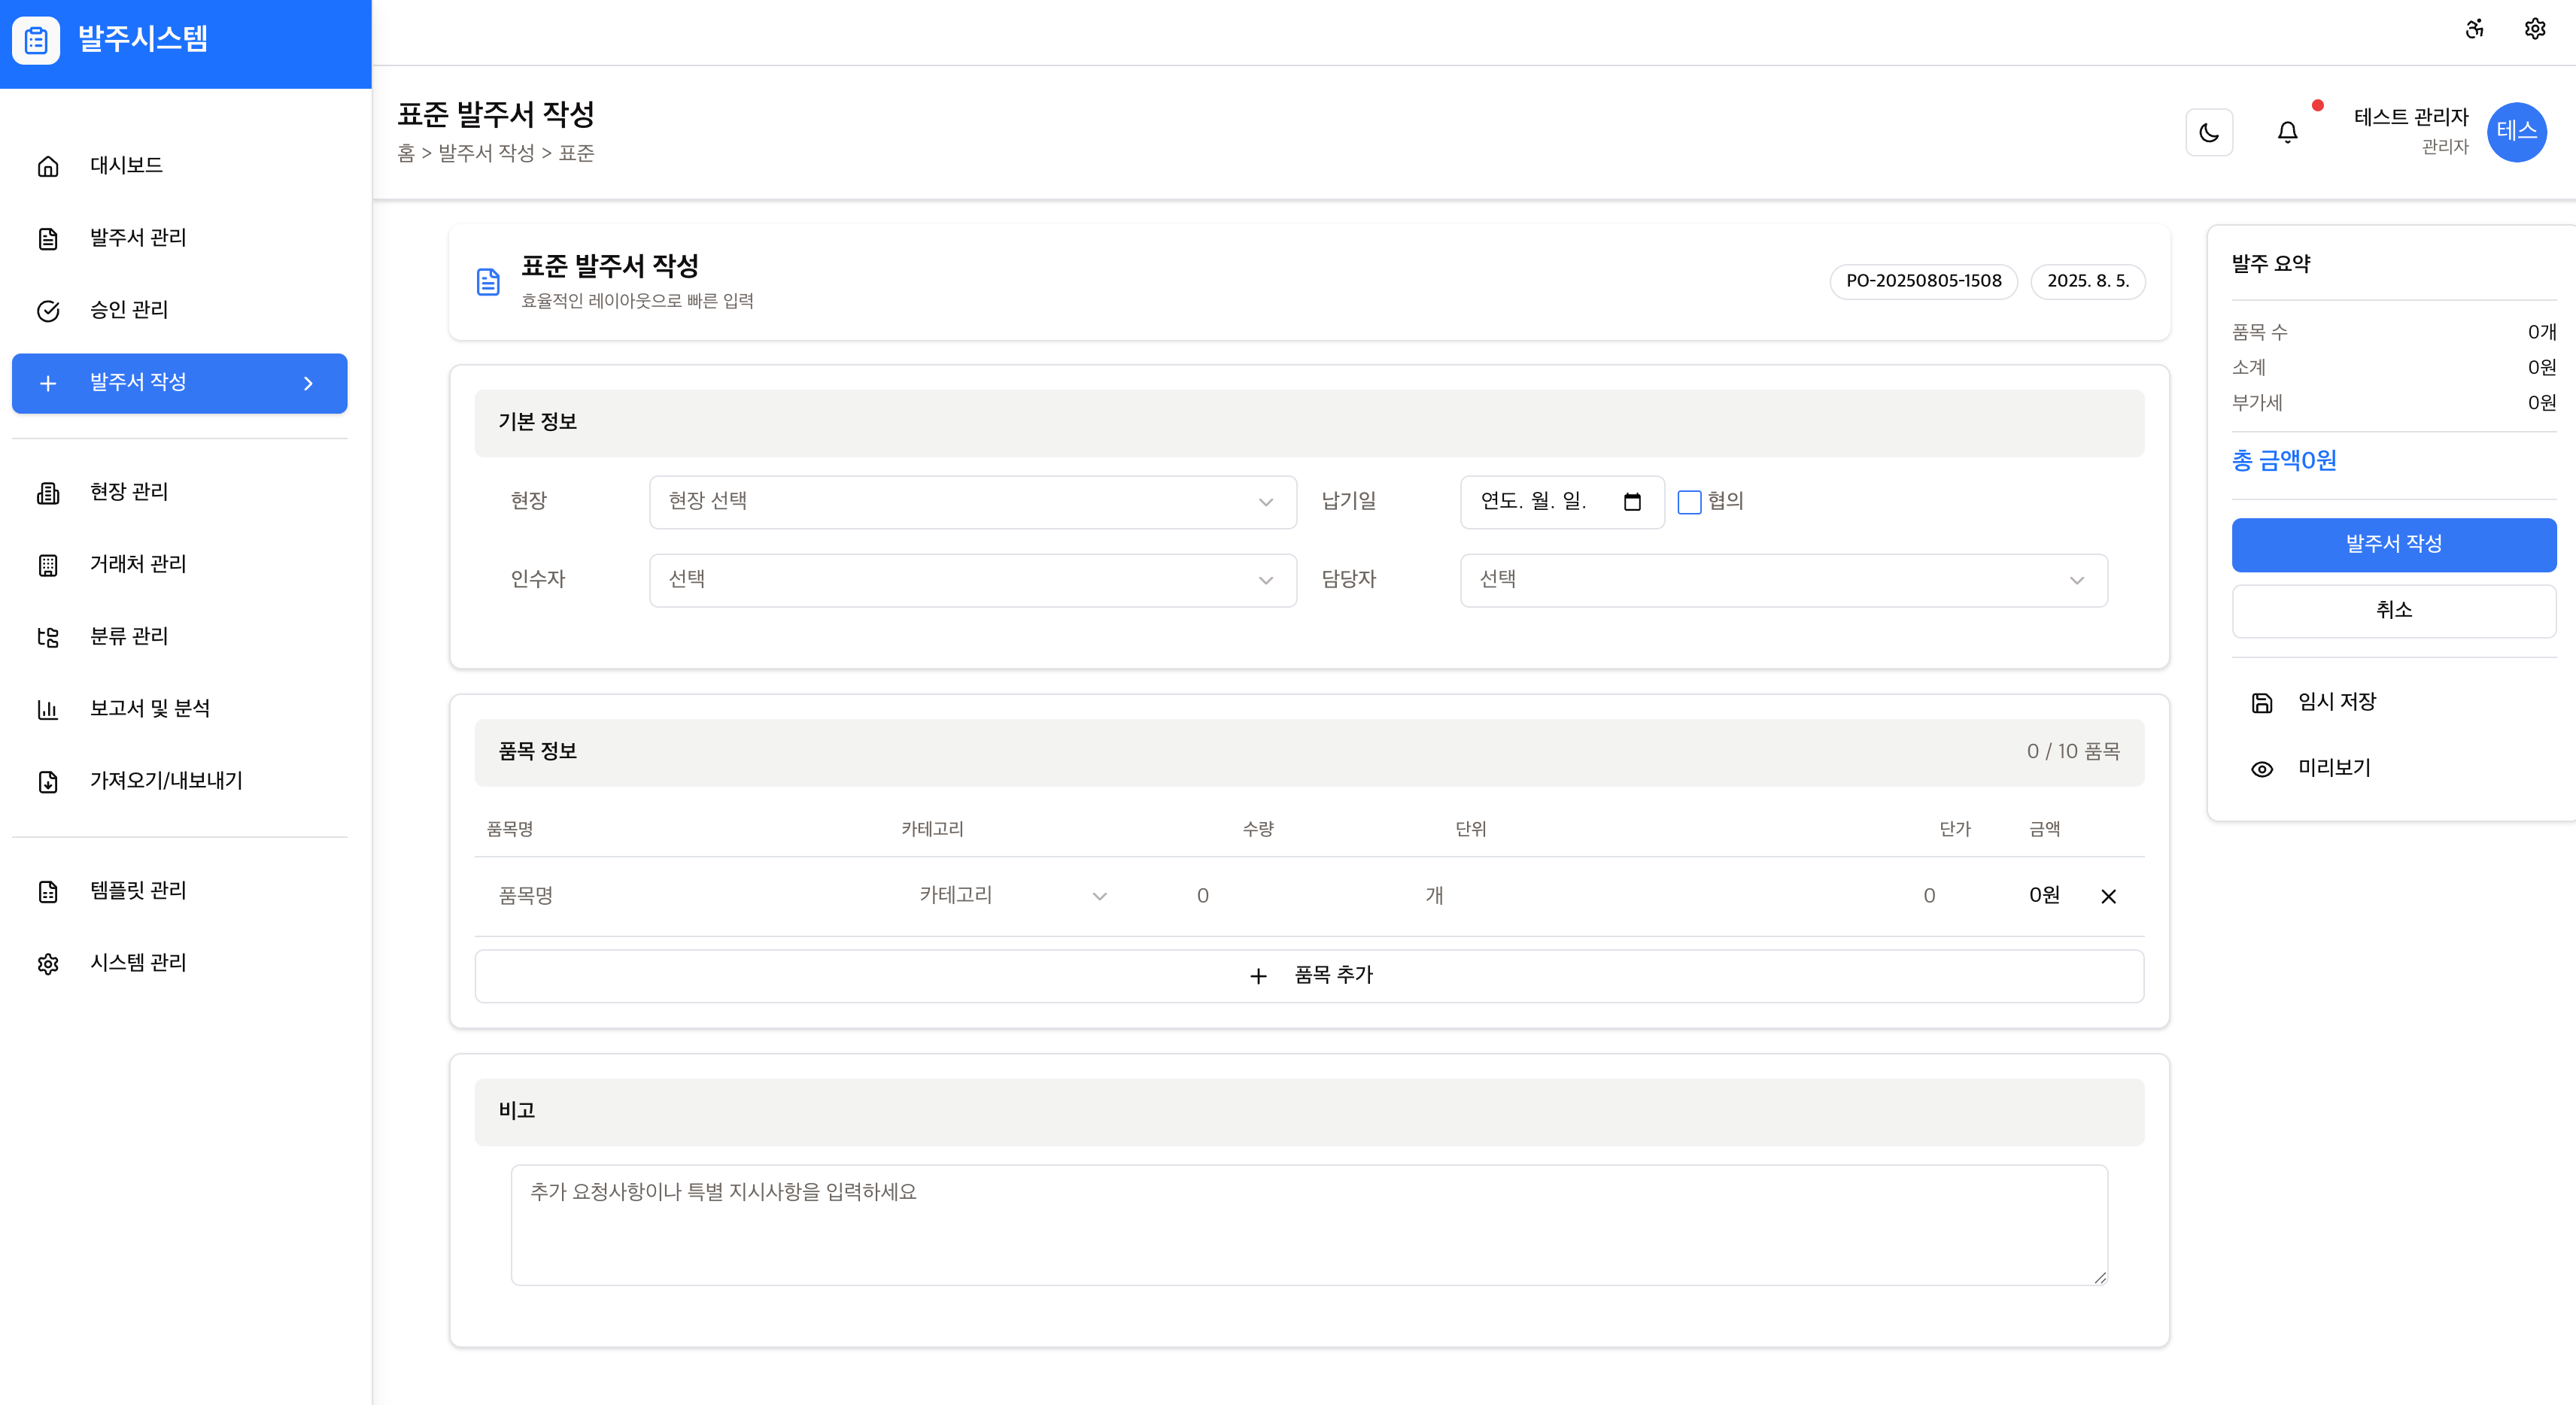 발주시스템
대시보드
발주서 관리
승인 관리
발주서 작성
현장 관리
거래처 관리
분류 관리
보고서 및 분석
가져오기/내보내기
템플릿 관리
시스템 관리
표준 발주서 작성
홈 > 발주서 작성 > 표준
테스트 관리자
관리자
테스
표준 발주서 작성
효율적인 레이아웃으로 빠른 입력
PO-20250805-1508
2025. 8. 5.
기본 정보
현장
현장 선택
납기일
연도. 월. 일.
협의
인수자
선택
담당자
선택
품목 정보
0 / 10 품목
품목명 카테고리 수량 단위 단가 금액
품목명 카테고리 0 개 0 0원
품목 추가
비고
추가 요청사항이나 특별 지시사항을 입력하세요
발주 요약
품목 수 0개
소계 0원
부가세 0원
총 금액0원
발주서 작성
취소
임시 저장
미리보기